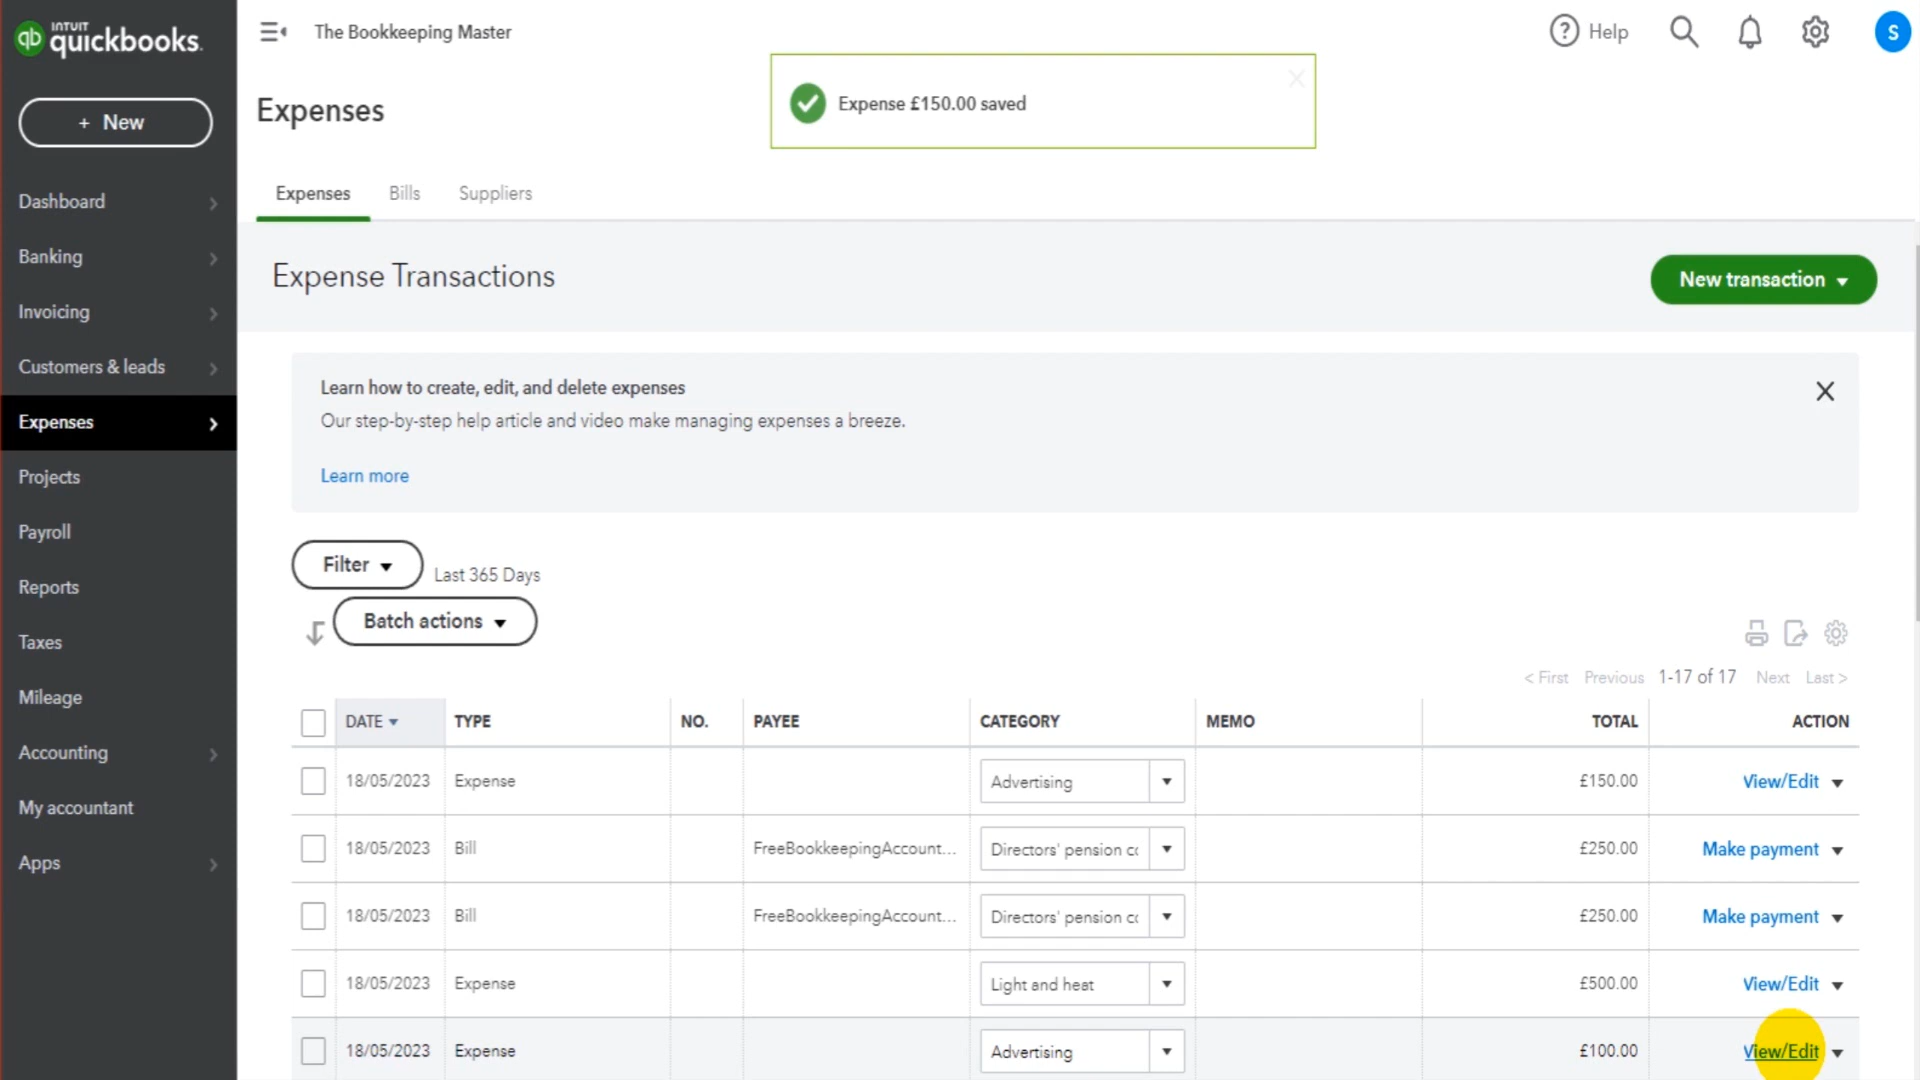 INTUIT
quickbooks.
qb
The Bookkeeping Master
Help
S
+ New
Expenses
Expense £150.00 saved
Dashboard
Banking
Invoicing
Customers & leads
Expenses
Projects
Payroll
Reports
Taxes
Mileage
Accounting
My accountant
Apps
Expenses Bills Suppliers
Expense Transactions
New transaction
Learn how to create, edit, and delete expenses
Our step-by-step help article and video make managing expenses a breeze.
Learn more
Filter Last 365 Days
Batch actions
< First Previous 1-17 of 17 Next Last >
DATE TYPE NO. PAYEE CATEGORY MEMO TOTAL ACTION
18/05/2023 Expense Advertising £150.00 View/Edit
18/05/2023 Bill FreeBookkeepingAccount... Directors' pension cc £250.00 Make payment
18/05/2023 Bill FreeBookkeepingAccount... Directors' pension cc £250.00 Make payment
18/05/2023 Expense Light and heat £500.00 View/Edit
18/05/2023 Expense Advertising £100.00 View/Edit